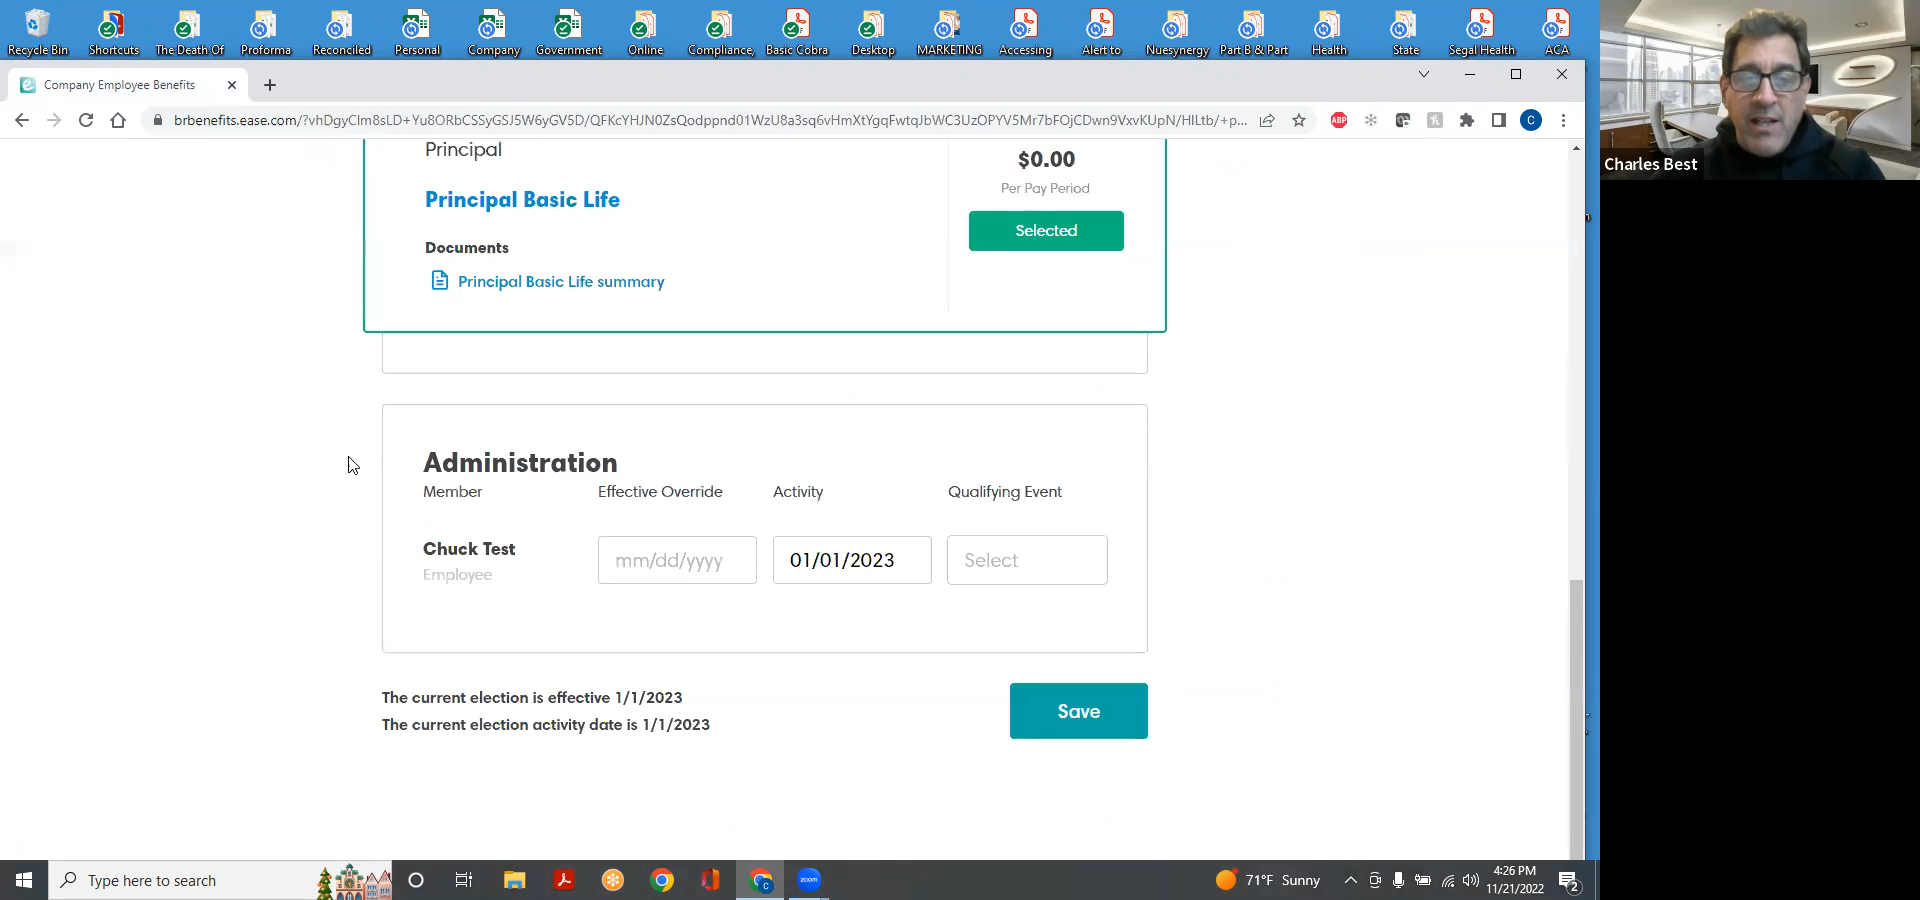 Recycle Bin Shortcuts The Death Of Proforma Reconciled Personal Company Government Online Compliance, Basic Cobra Desktop MARKETING Accessing Alert to Nuesynergy Part B & Part Health State Segal Health ACA
Company Employee Benefits
brbenefits.ease.com/?vhDgyClm8sLD+Yu8ORbCSSyGSJ5W6yGV5D/QFKcYHJN0ZsQodppnd01WzU8a3sq6vHmXtYgqFwtqJbWC3UzOPYV5Mr7bFOjCDwn9VxvKUpN/HILtb/+p...
ABP
C
Charles Best
Principal
$0.00
Per Pay Period
Principal Basic Life
Selected
Documents
Principal Basic Life summary
Administration
Member Effective Override Activity Qualifying Event
Chuck Test
Employee
mm/dd/yyyy
01/01/2023
Select
The current election is effective 1/1/2023
The current election activity date is 1/1/2023
Save
Type here to search
zoom
71°F Sunny
4:26 PM
11/21/2022
2